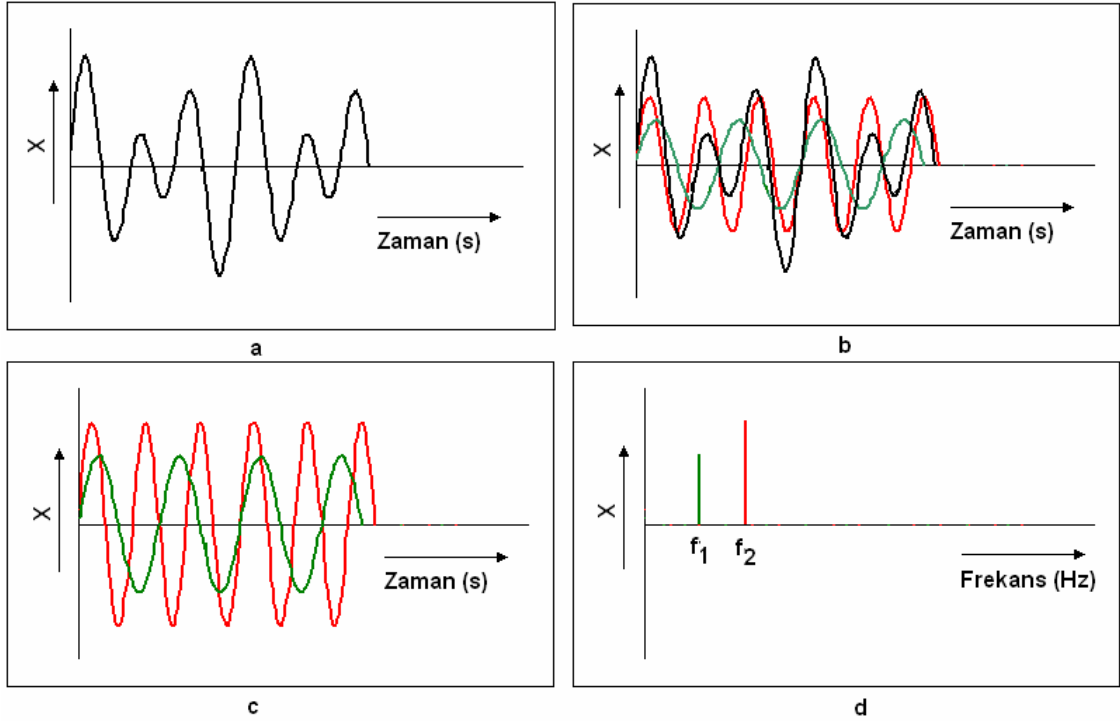 X
Zaman (s)
a
X
Zaman (s)
b
X
Zaman (s)
c
X
f1
f2
Frekans (Hz)
d